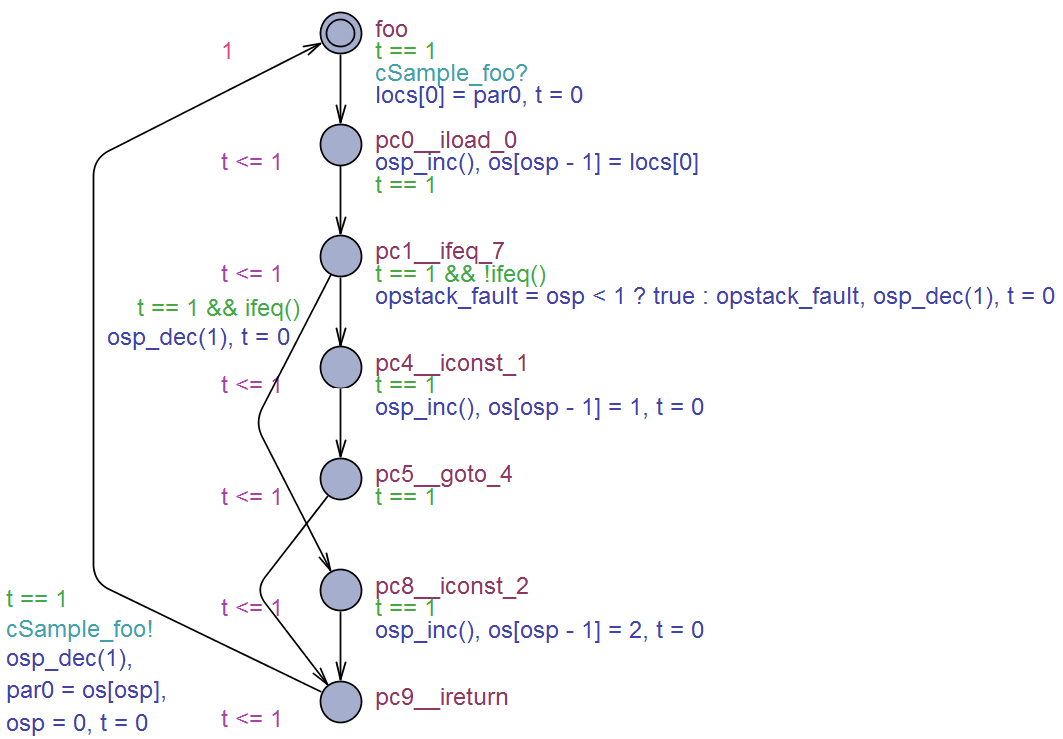 foo
1
t == 1
cSample_foo?
locs[0] = par0, t = 0
pc0__iload_0
t <= 1
osp_inc(), os[osp - 1] = locs[0]
t == 1
pc1__ifeq_7
t <= 1
t == 1 && !ifeq()
opstack_fault = osp < 1 ? true : opstack_fault, osp_dec(1), t = 0
t == 1 && ifeq()
osp_dec(1), t = 0
pc4__iconst_1
t <= 1
t == 1
osp_inc(), os[osp - 1] = 1, t = 0
pc5__goto_4
t <= 1
t == 1
pc8__iconst_2
t <= 1
t == 1
osp_inc(), os[osp - 1] = 2, t = 0
t == 1
cSample_foo!
osp_dec(1),
par0 = os[osp],
osp = 0, t = 0
pc9__ireturn
t <= 1